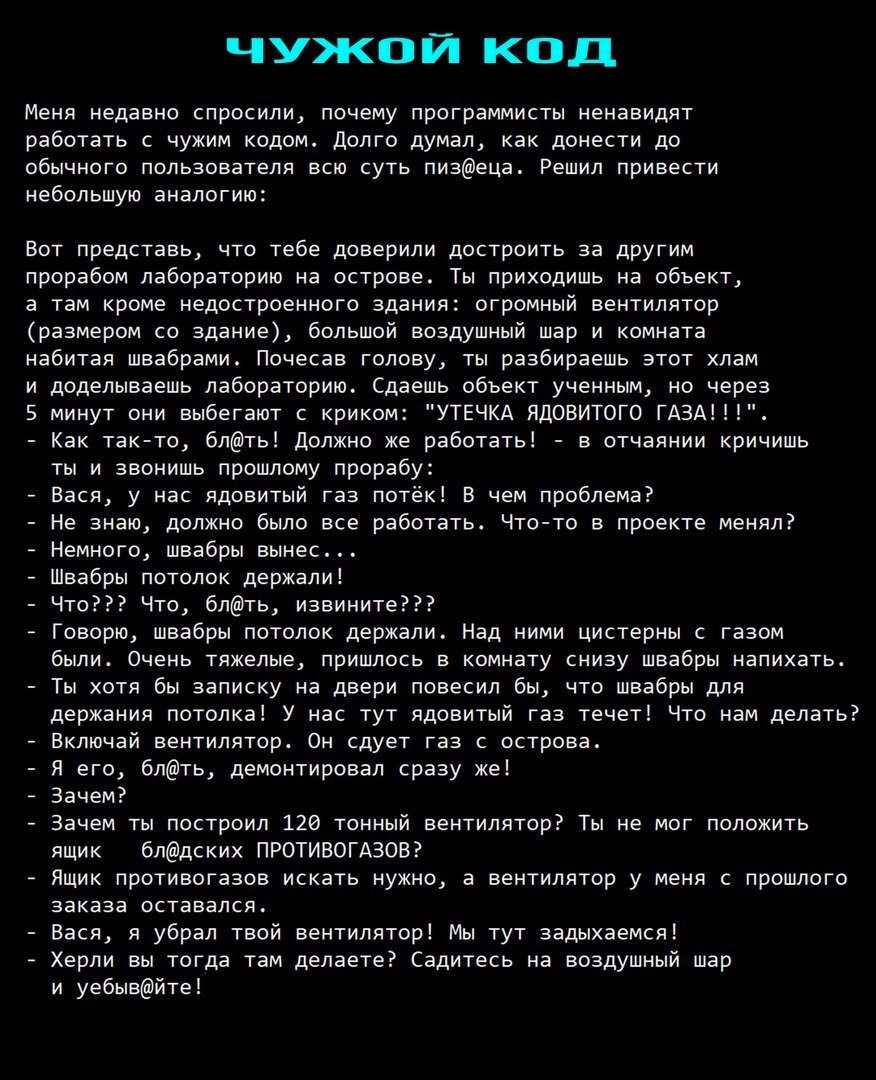 ЧУЖОЙ КОД
Меня недавно спросили, почему программисты ненавидят
работать с чужим кодом. Долго думал, как донести до
обычного пользователя всю суть пиз@еца. Решил привести
небольшую аналогию:
Вот представь, что тебе доверили достроить за другим
прорабом лабораторию на острове. Ты приходишь на объект,
а там кроме недостроенного здания: огромный вентилятор
(размером со здание), большой воздушный шар и комната
набитая швабрами. Почесав голову, ты разбираешь этот хлам
и доделываешь лабораторию. Сдаешь объект ученным, но через
5 минут они выбегают с криком: "УТЕЧКА ЯДОВИТОГО ГАЗА!!!".
- Как так-то, бл@ть! Должно же работать! - в отчаянии кричишь
ты и звонишь прошлому прорабу:
- Вася, у нас ядовитый газ потёк! В чем проблема?
- Не знаю, должно было все работать. Что-то в проекте менял?
- Немного, швабры вынес...
- Швабры потолок держали!
- Что??? Что, бл@ть, извините???
- Говорю, швабры потолок держали. Над ними цистерны с газом
были. Очень тяжелые, пришлось в комнату снизу швабры напихать.
- Ты хотя бы записку на двери повесил бы, что швабры для
держания потолка! У нас тут ядовитый газ течет! Что нам делать?
- Включай вентилятор. Он сдует газ с острова.
- Я его, бл@ть, демонтировал сразу же!
- Зачем?
- Зачем ты построил 120 тонный вентилятор? Ты не мог положить
ящик   бл@дских ПРОТИВОГАЗОВ?
- Ящик противогазов искать нужно, а вентилятор у меня с прошлого
заказа оставался.
- Вася, я убрал твой вентилятор! Мы тут задыхаемся!
- Херли вы тогда там делаете? Садитесь на воздушный шар
и уебыв@йте!